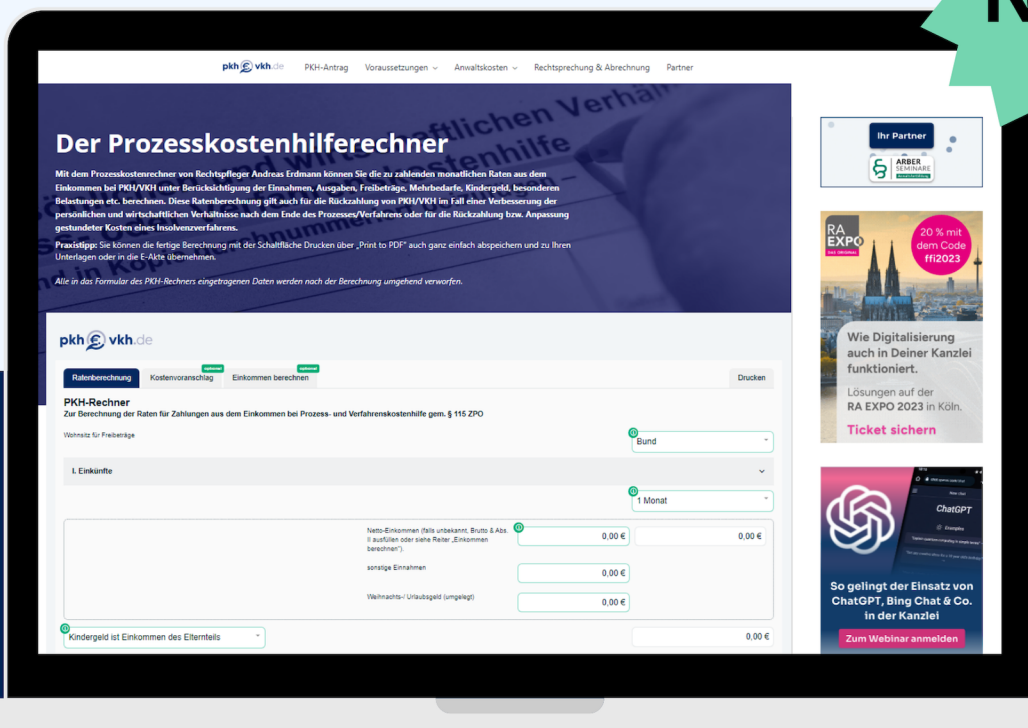 N
pkh vkh.de PKH-Antrag Voraussetzungen Anwaltskosten Rechtsprechung & Abrechnung Partner
Der Prozesskostenhilferechner
Mit dem Prozesskostenrechner von Rechtspfleger Andreas Erdmann können Sie die zu zahlenden monatlichen Raten aus dem
Einkommen bei PKH/VKH unter Berücksichtigung der Einnahmen, Ausgaben, Freibeträge, Mehrbedarfe, Kindergeld, besonderen
Belastungen etc. berechnen. Diese Ratenberechnung gilt auch für die Rückzahlung von PKH/VKH im Fall einer Verbesserung der
persönlichen und wirtschaftlichen Verhältnisse nach dem Ende des Prozesses/Verfahrens oder für die Rückzahlung bzw. Anpassung
gestundeter Kosten eines Insolvenzverfahrens.
Praxistipp: Sie können die fertige Berechnung mit der Schaltfläche Drucken über „Print to PDF" auch ganz einfach abspeichern und zu Ihren
Unterlagen oder in die E-Akte übernehmen.
Alle in das Formular des PKH-Rechners eingetragenen Daten werden nach der Berechnung umgehend verworfen.
pkh vkh.de
optional optional
Ratenberechnung Kostenvoranschlag Einkommen berechnen Drucken
PKH-Rechner
Zur Berechnung der Raten für Zahlungen aus dem Einkommen bei Prozess- und Verfahrenskostenhilfe gem. § 115 ZPO
Wohnsitz für Freibeträge
Bund
I. Einkünfte
1 Monat
Netto-Einkommen (falls unbekannt, Brutto & Abs.
II ausfüllen oder siehe Reiter „Einkommen
berechnen").
0,00 € 0,00 €
sonstige Einnahmen
0,00 €
Weihnachts-/ Urlaubsgeld (umgelegt)
0,00 €
Kindergeld ist Einkommen des Elternteils 0,00 €
Ihr Partner
ARBER
SEMINARE
RA
EXPO
THE ORIGINAL
20 % mit
dem Code
ffi2023
Wie Digitalisierung
auch in Deiner Kanzlei
funktioniert.
Lösungen auf der
RA EXPO 2023 in Köln.
Ticket sichern
New chat
ChatGPT
Examples
So gelingt der Einsatz von
ChatGPT, Bing Chat & Co.
in der Kanzlei
Zum Webinar anmelden